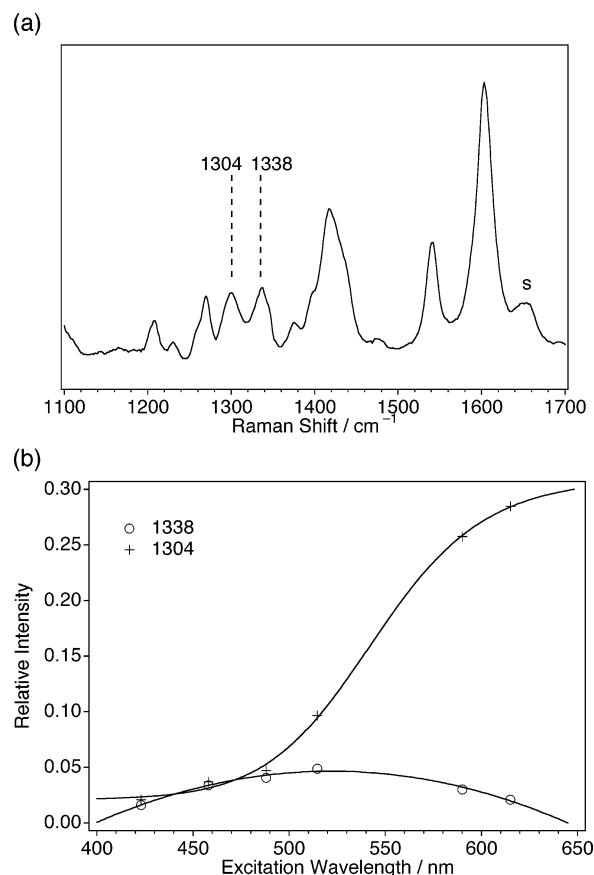 (a)
1304 1338
s
1100 1200 1300 1400 1500 1600 1700
Raman Shift / cm⁻¹
(b)
0.30
0.25
0.20
0.15
0.10
0.05
0.00
Relative Intensity
1338
1304
400 450 500 550 600 650
Excitation Wavelength / nm